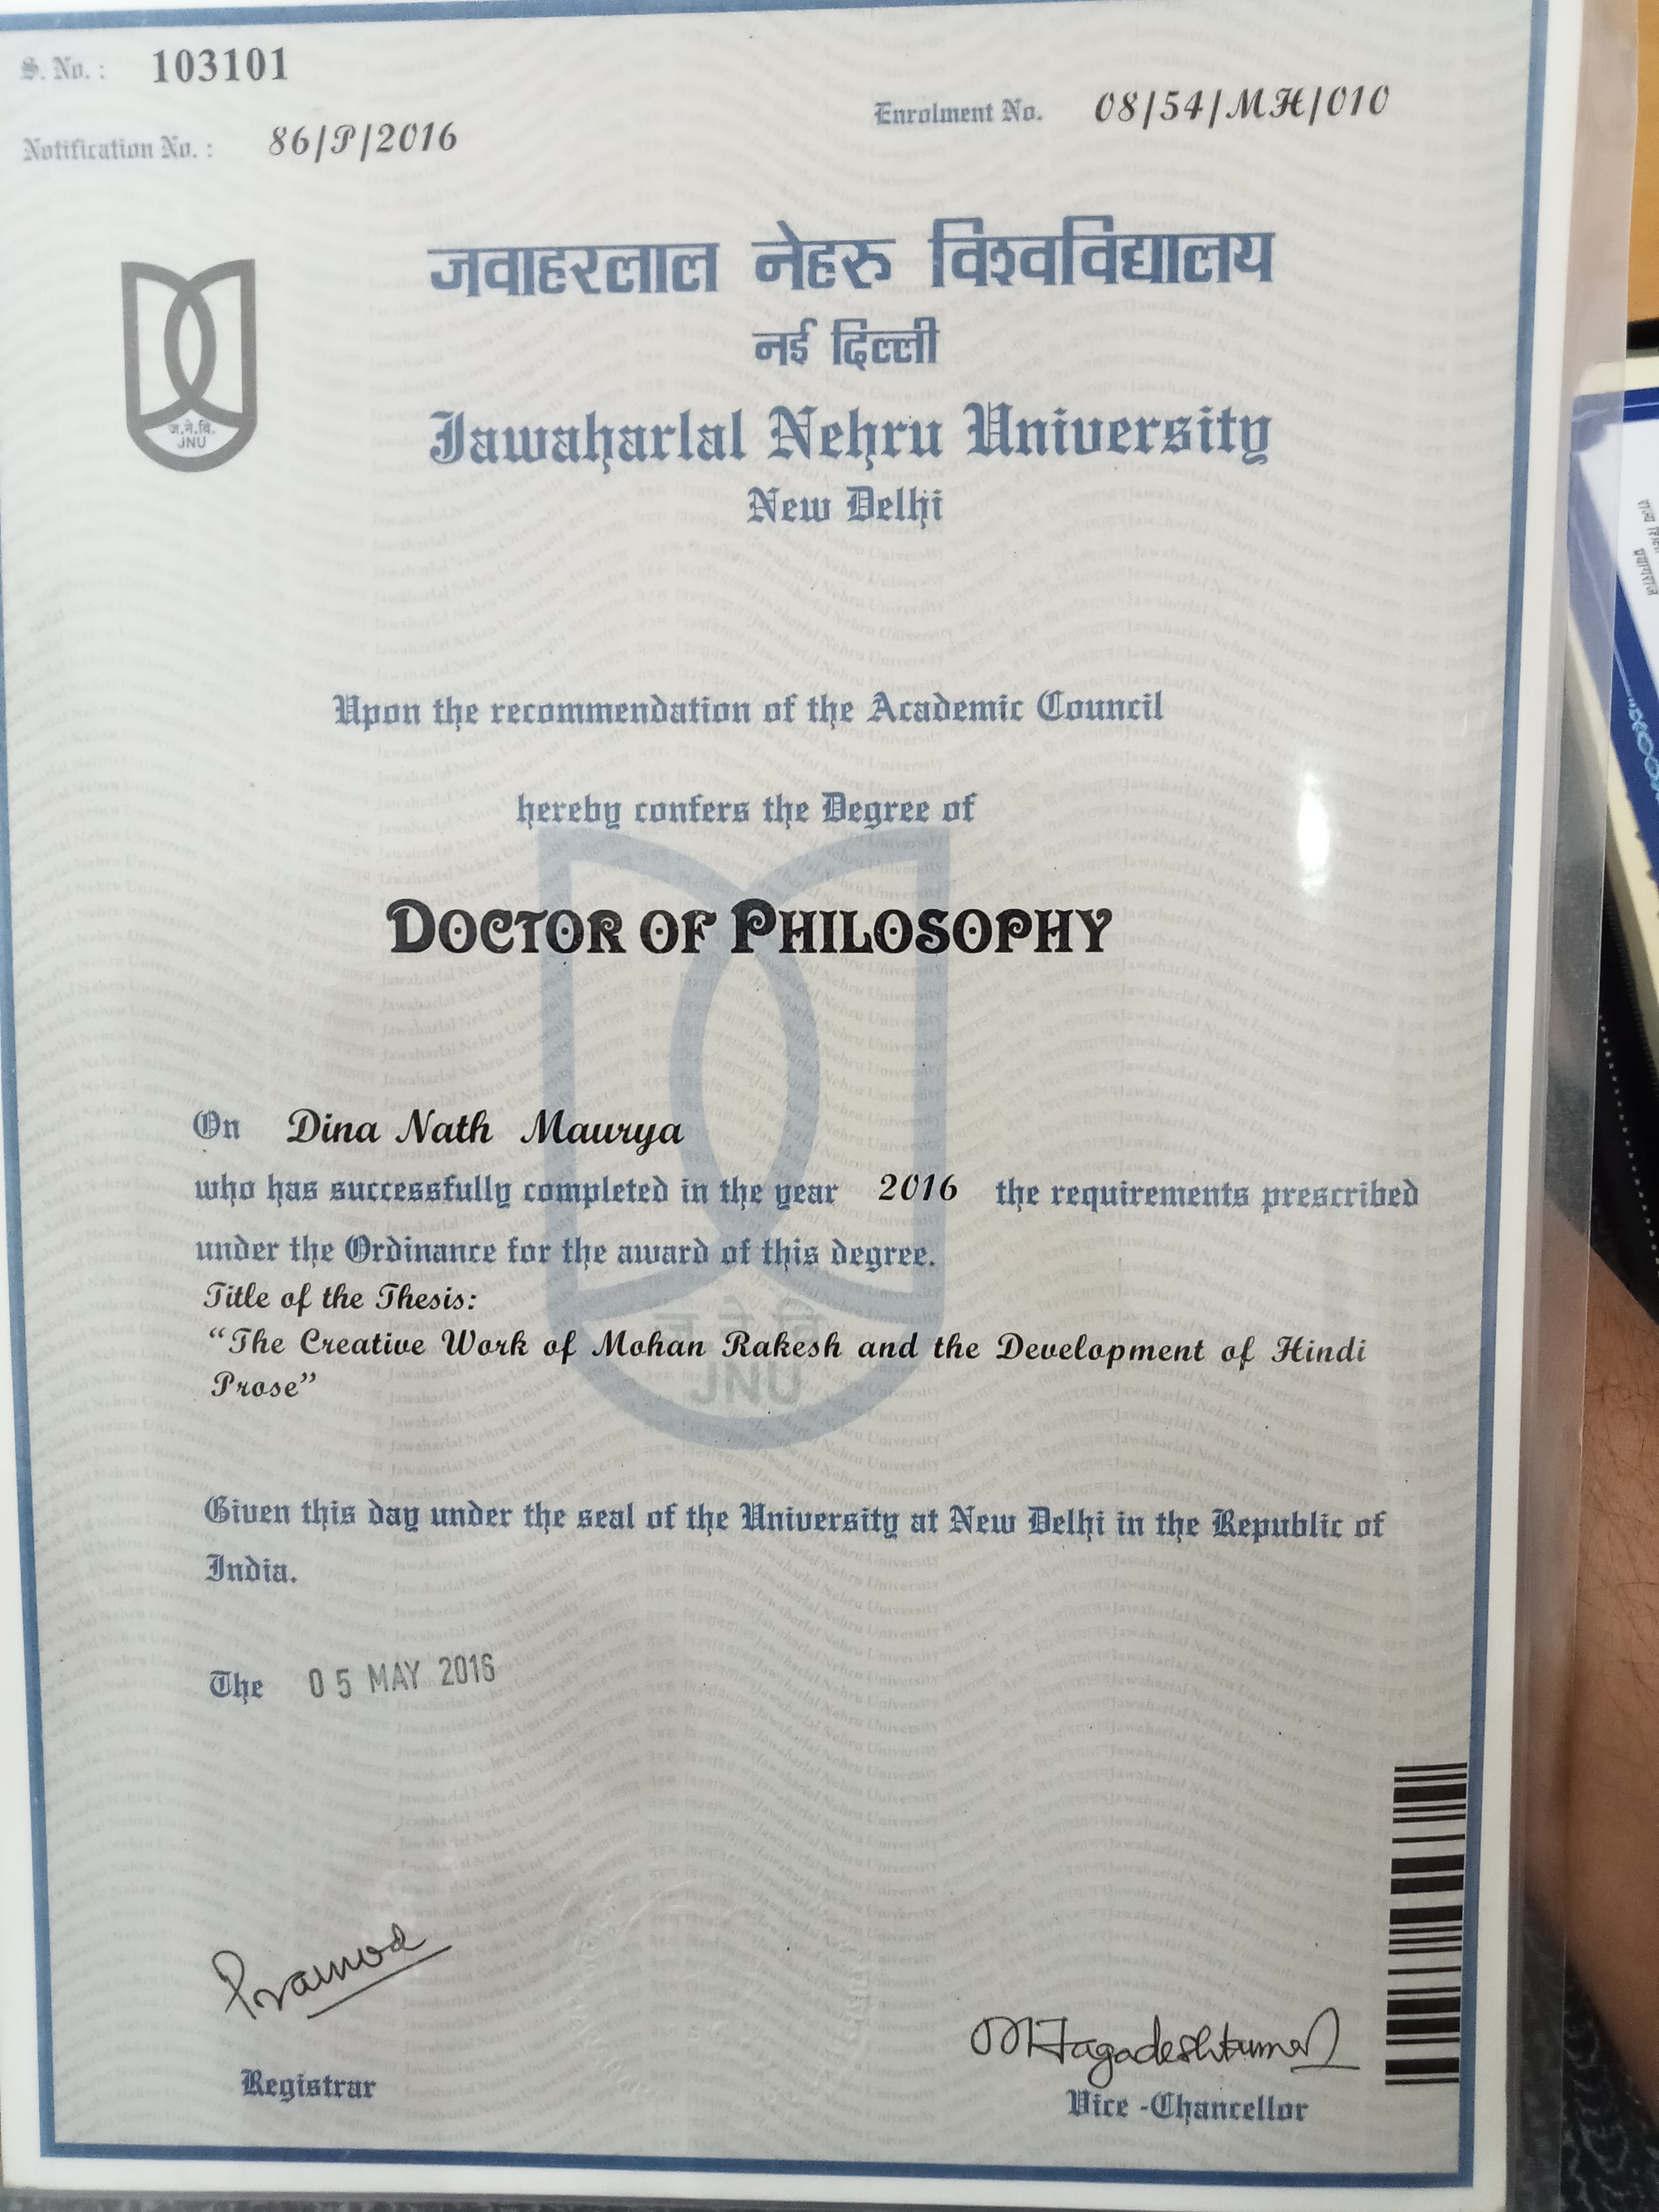 S. No. : 103101
Enrolment No. 08/54/MH/010
Notification No. : 86/P/2016
जवाहरलाल नेहरु विश्वविद्यालय
नई दिल्ली
ज.ने.वि.
JNU
Jawaharlal Nehru University
New Delhi
Upon the recommendation of the Academic Council
hereby confers the Degree of
DOCTOR OF PHILOSOPHY
On Dina Nath Maurya
who has successfully completed in the year 2016 the requirements prescribed
under the Ordinance for the award of this degree.
Title of the Thesis:
“The Creative Work of Mohan Rakesh and the Development of Hindi
Prose”
ज.ने.वि.
JNU
Given this day under the seal of the University at New Delhi in the Republic of
India.
The 05 MAY 2016
Pramod
MJagadeshkumar
Registrar
Vice -Chancellor